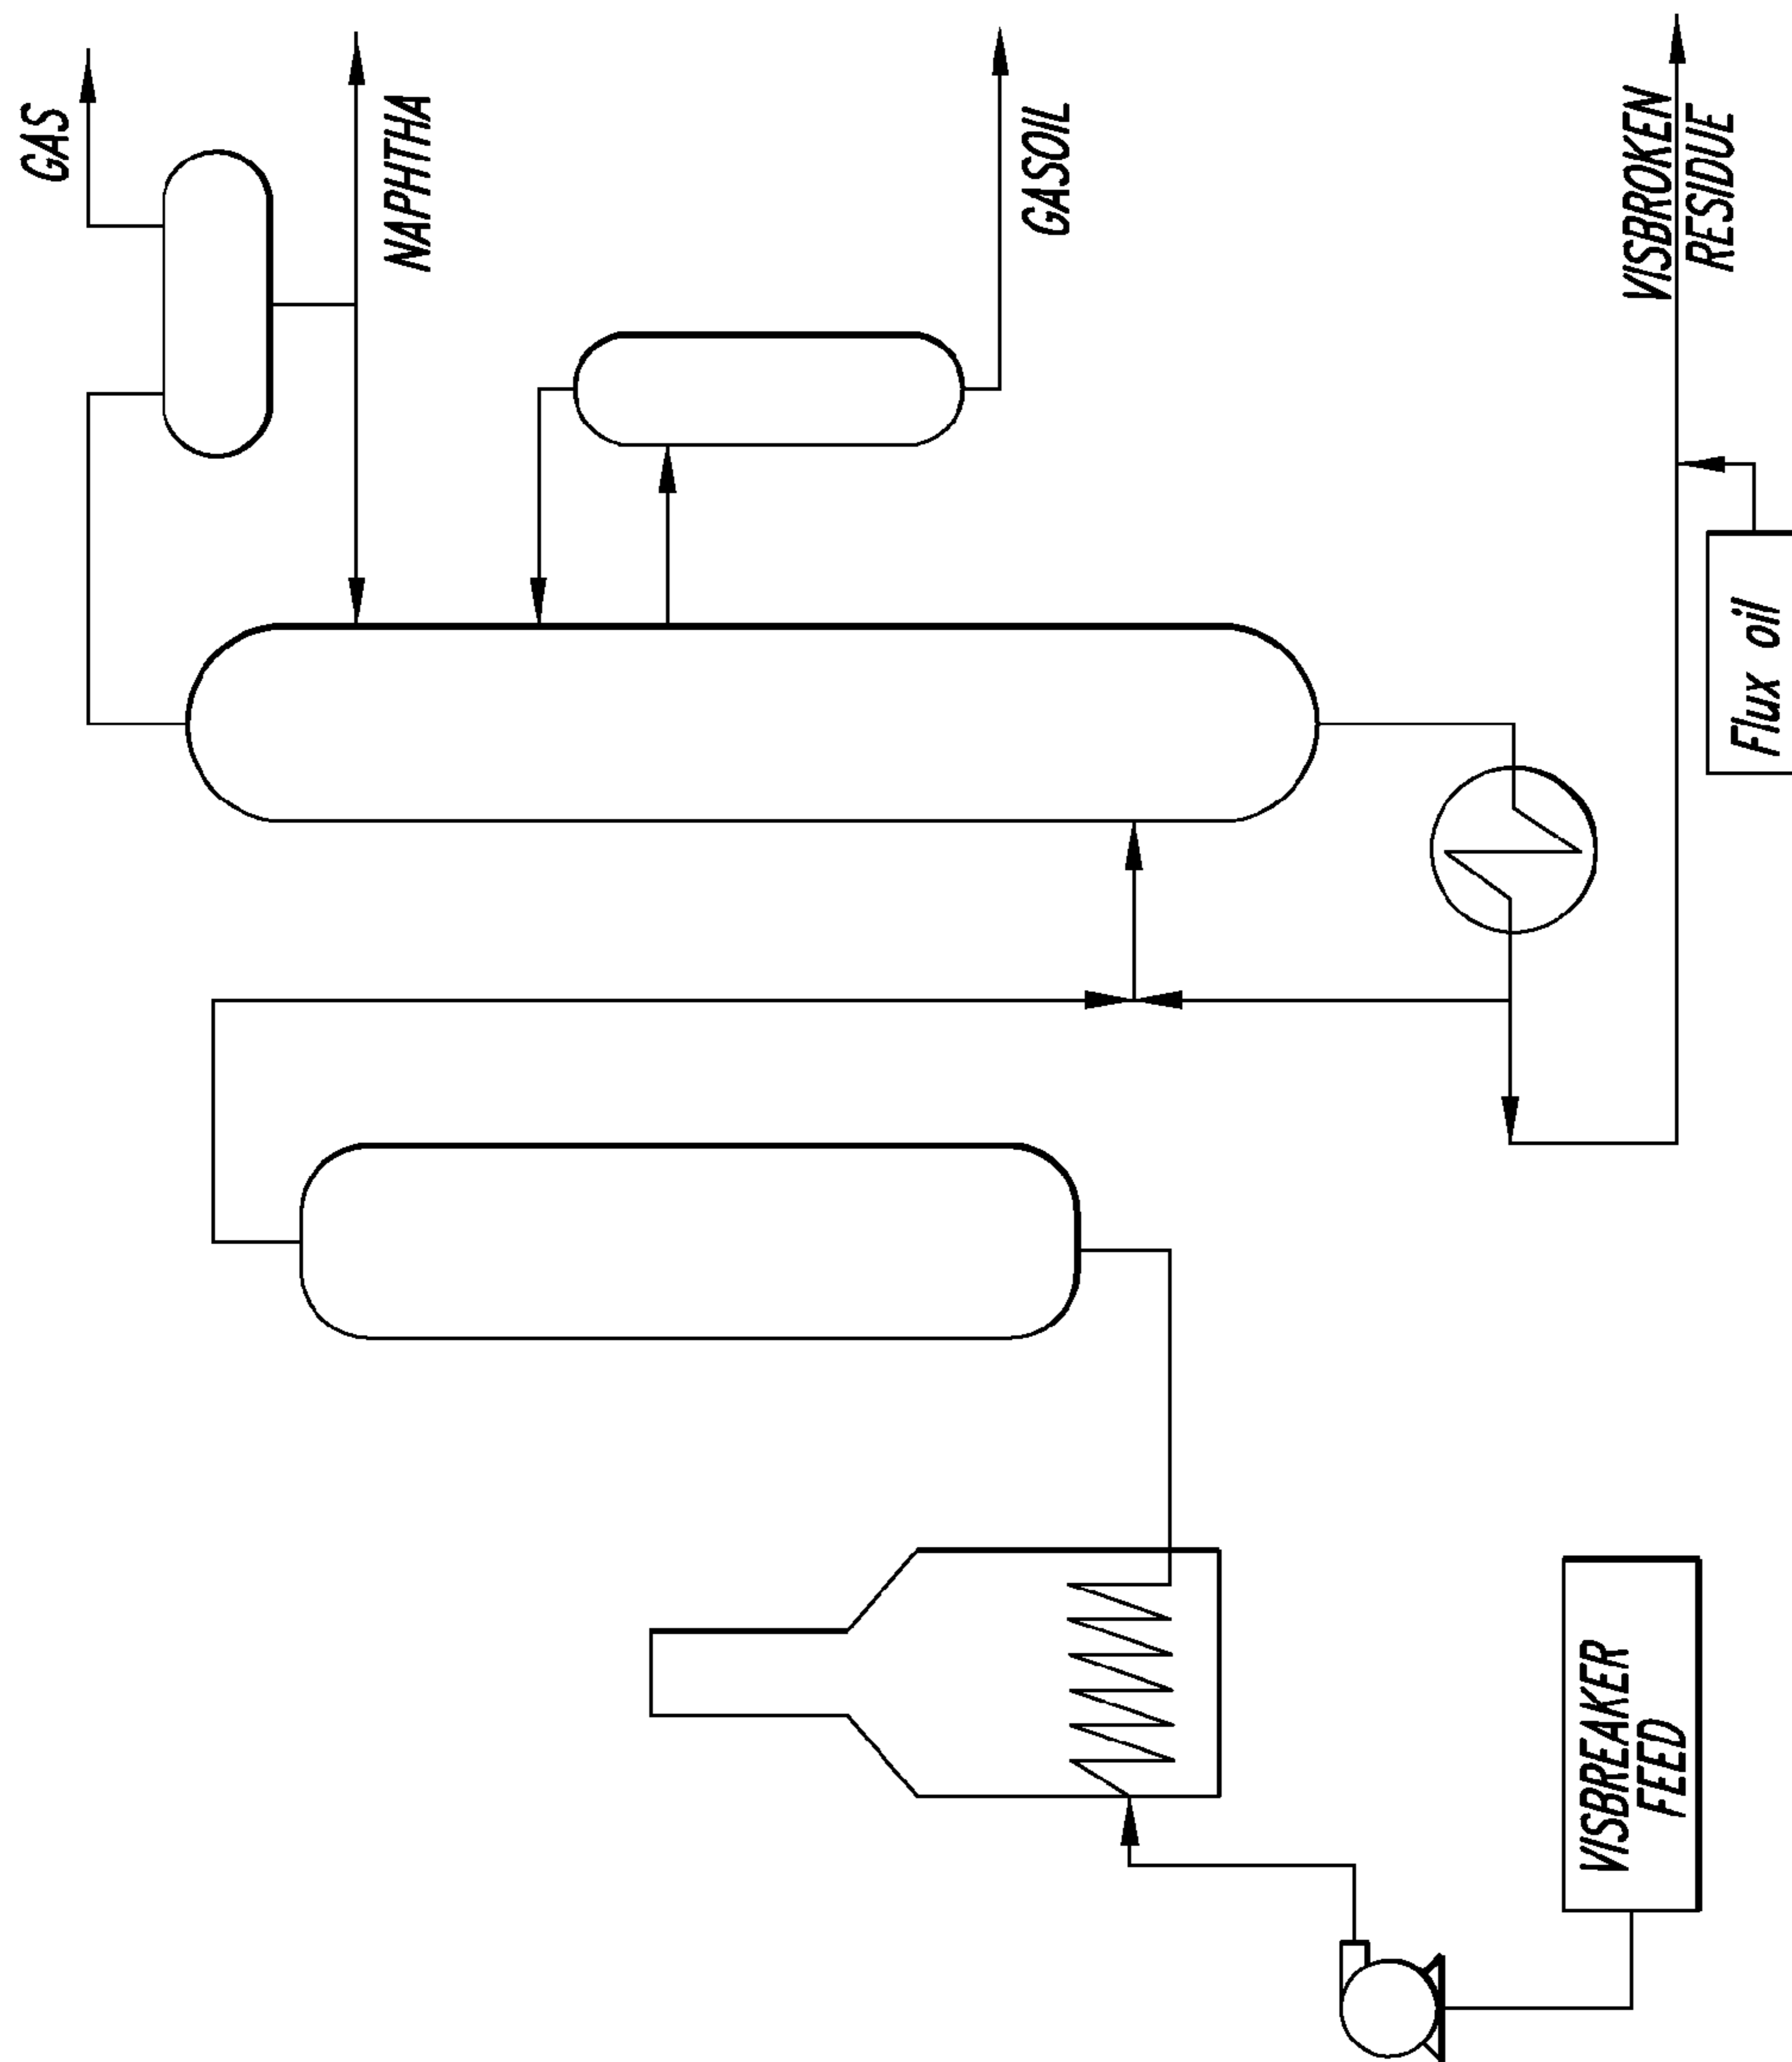 GAS
NAPHTHA
GASOIL
VISBROKEN
RESIDUE
Flux oil
VISBREAKER
FEED